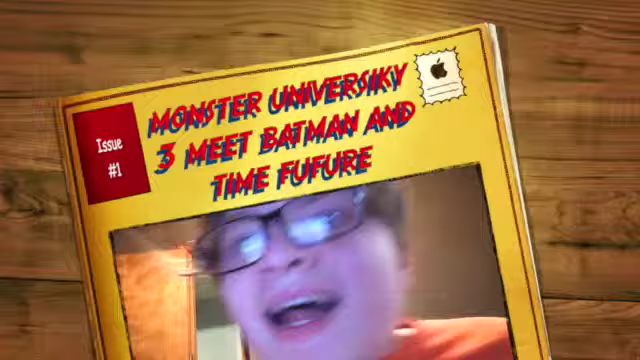 Issue
#1
MONSTER UNIVERSIKY
3 MEET BATMAN AND
TIME FUFURE